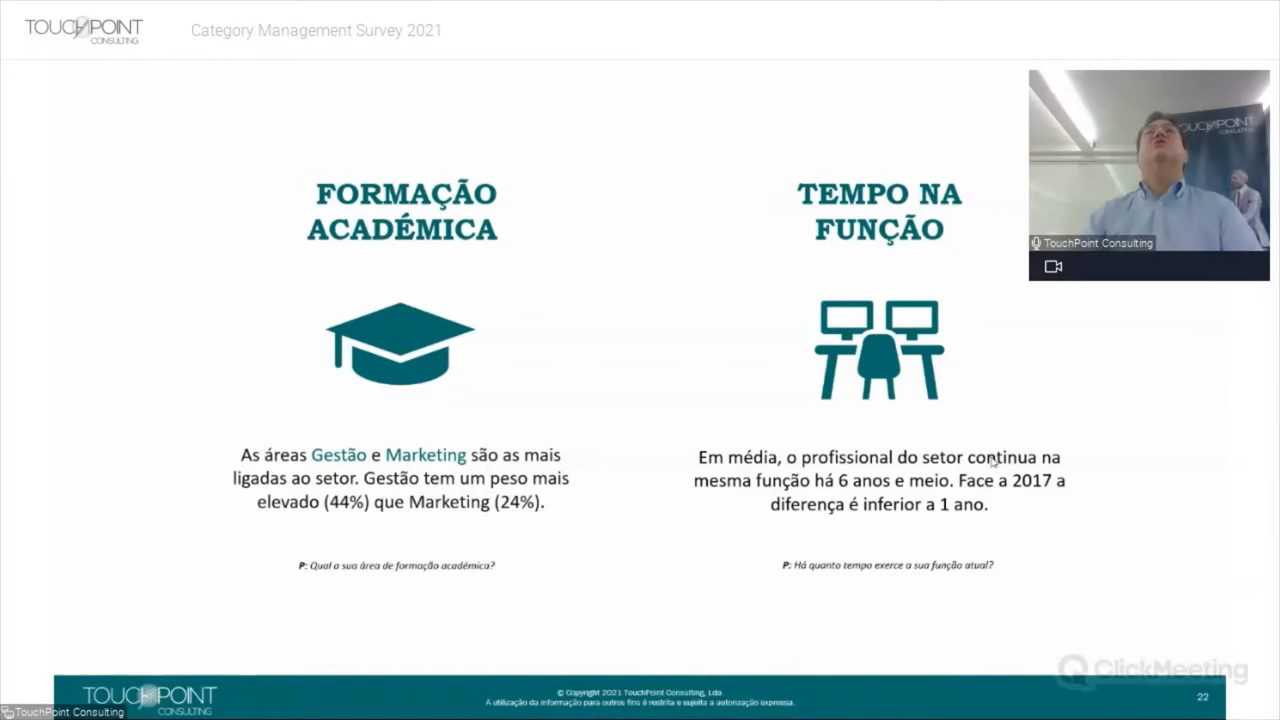 TOUCHPOINT
CONSULTING
Category Management Survey 2021
TOUCHPOINT
CONSULTING
TouchPoint Consulting
FORMAÇÃO
ACADÉMICA
As áreas Gestão e Marketing são as mais
ligadas ao setor. Gestão tem um peso mais
elevado (44%) que Marketing (24%).
P: Qual a sua área de formação académica?
TEMPO NA
FUNÇÃO
Em média, o profissional do setor continua na
mesma função há 6 anos e meio. Face a 2017 a
diferença é inferior a 1 ano.
P: Há quanto tempo exerce a sua função atual?
ClickMeeting
TOUCHPOINT
CONSULTING
© Copyright 2021 TouchPoint Consulting, Lda.
A utilização da informação para outros fins é restrita e sujeita a autorização expressa.
22
TouchPoint Consulting